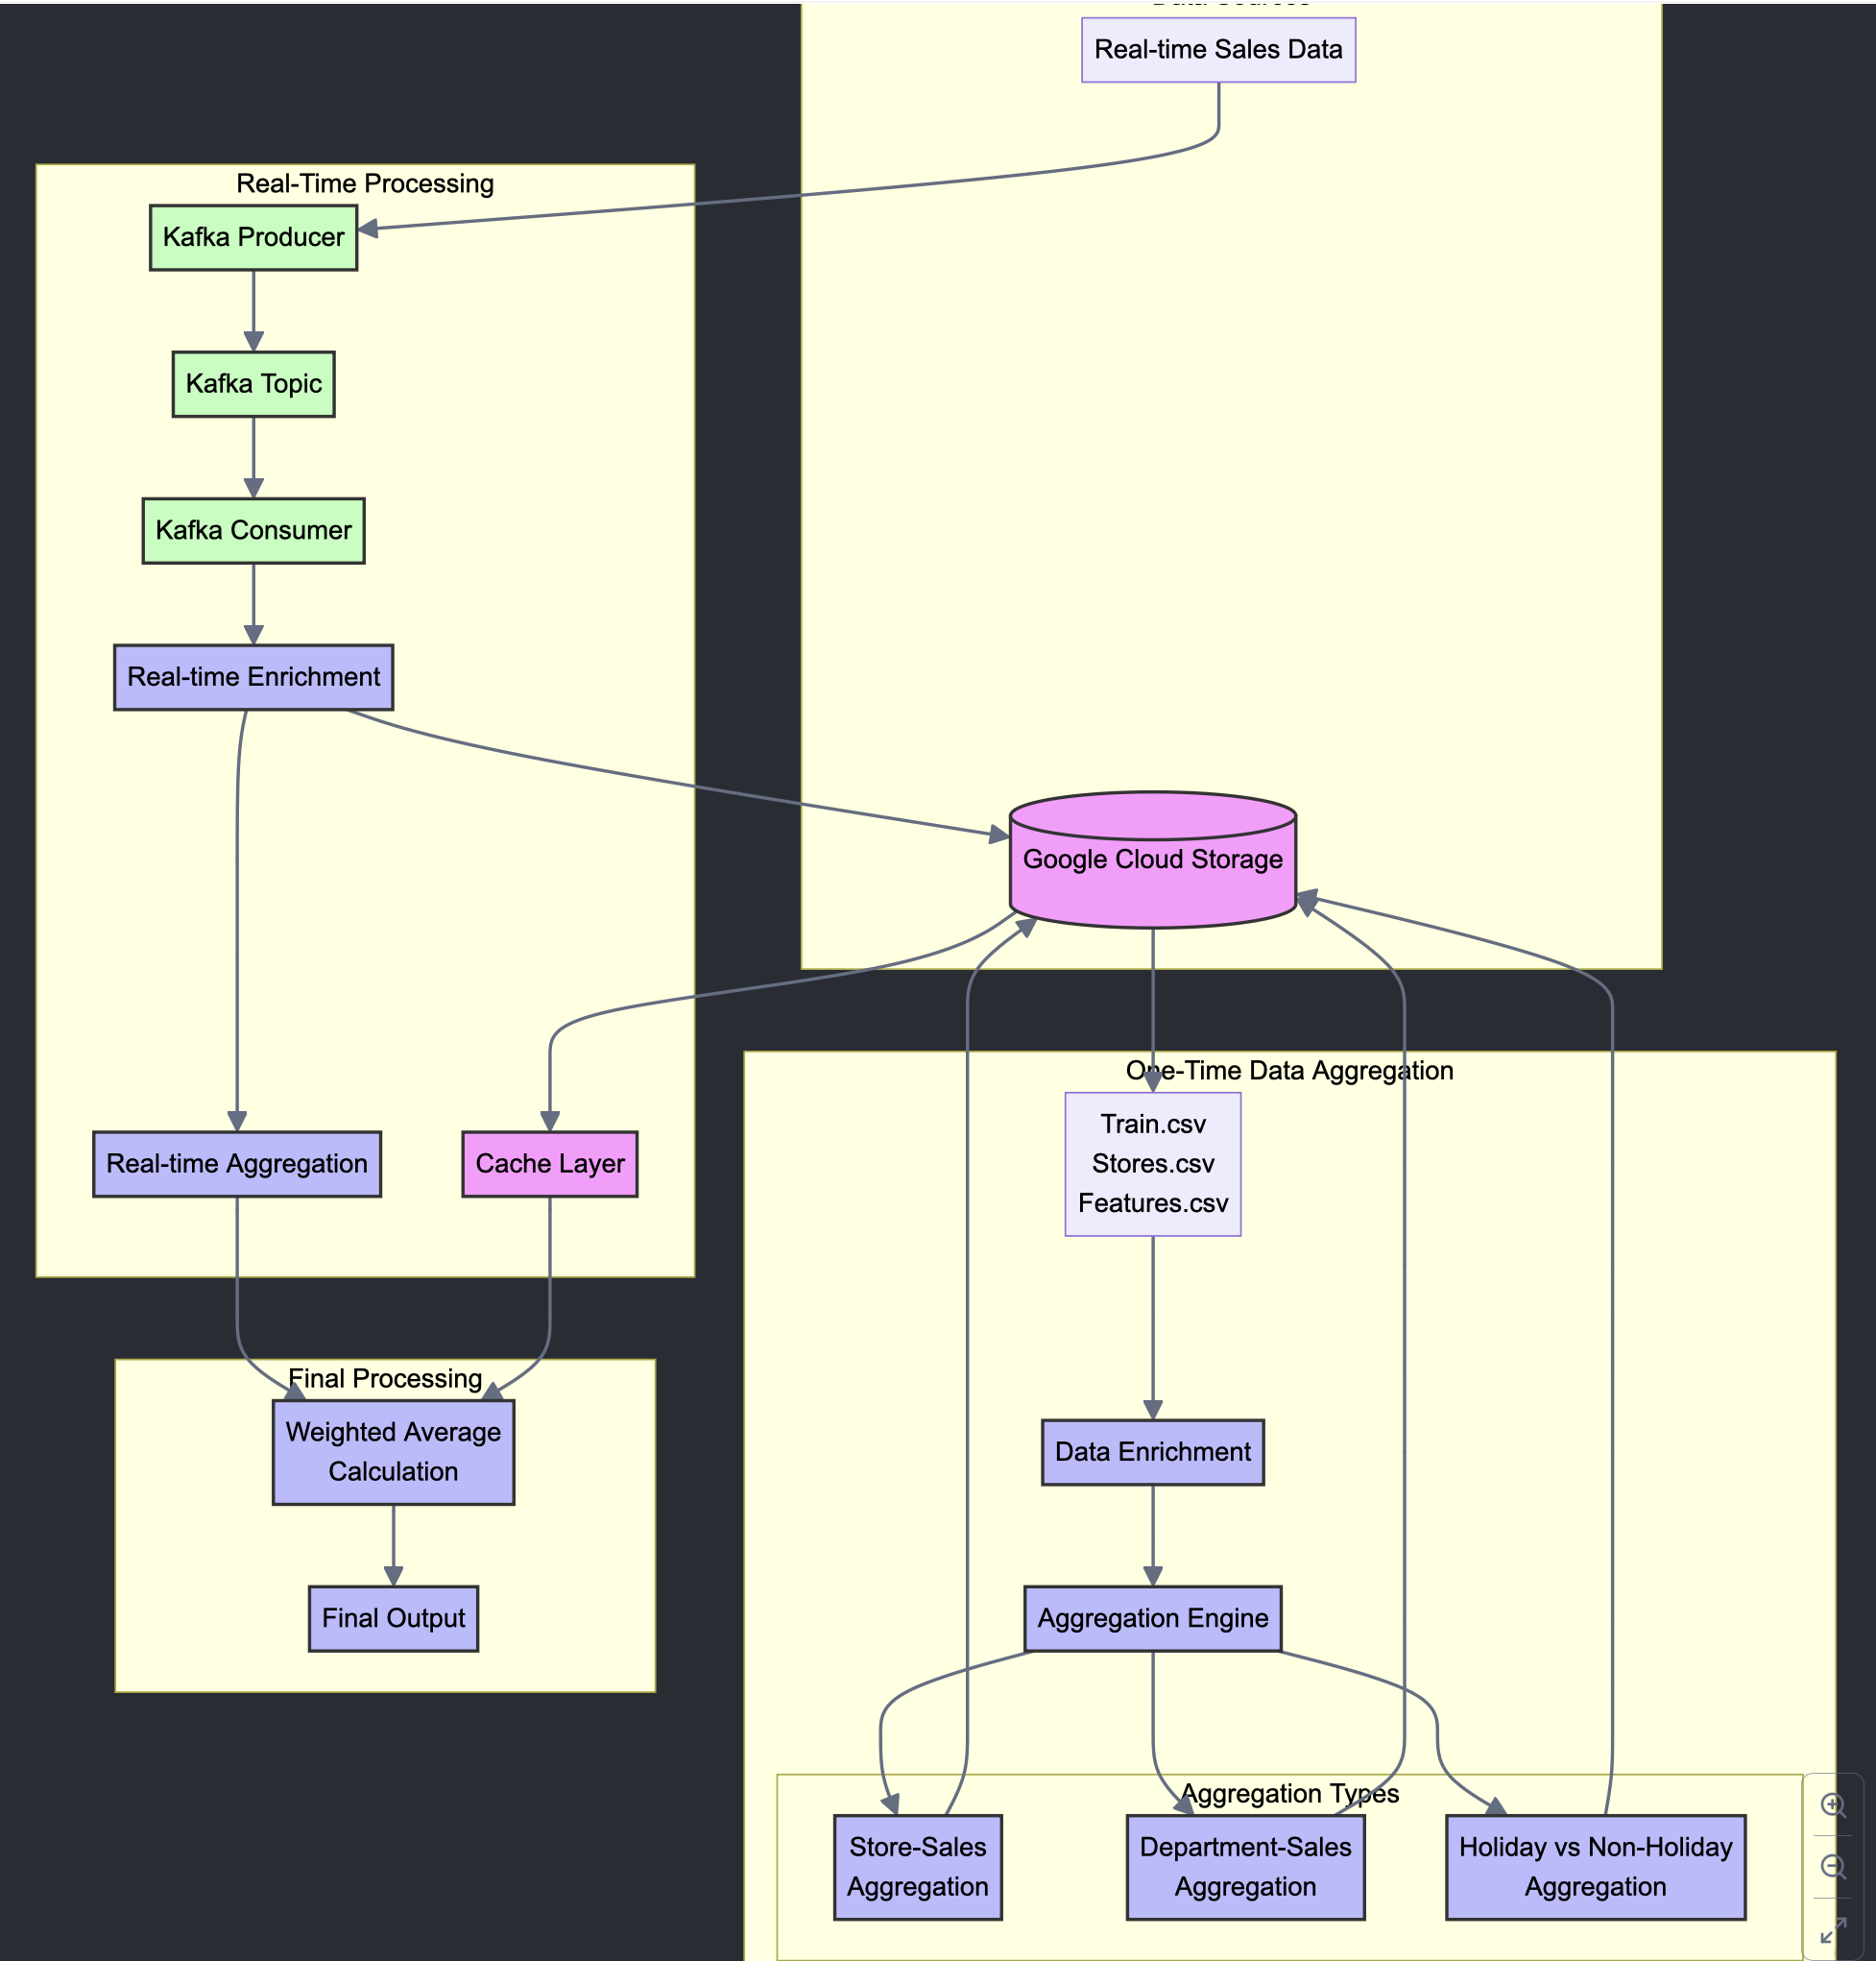 Data Sources
Real-time Sales Data
Real-Time Processing
Kafka Producer
Kafka Topic
Kafka Consumer
Real-time Enrichment
Google Cloud Storage
One-Time Data Aggregation
Train.csv
Stores.csv
Features.csv
Real-time Aggregation
Cache Layer
Final Processing
Weighted Average
Calculation
Data Enrichment
Final Output
Aggregation Engine
Aggregation Types
Store-Sales
Aggregation
Department-Sales
Aggregation
Holiday vs Non-Holiday
Aggregation